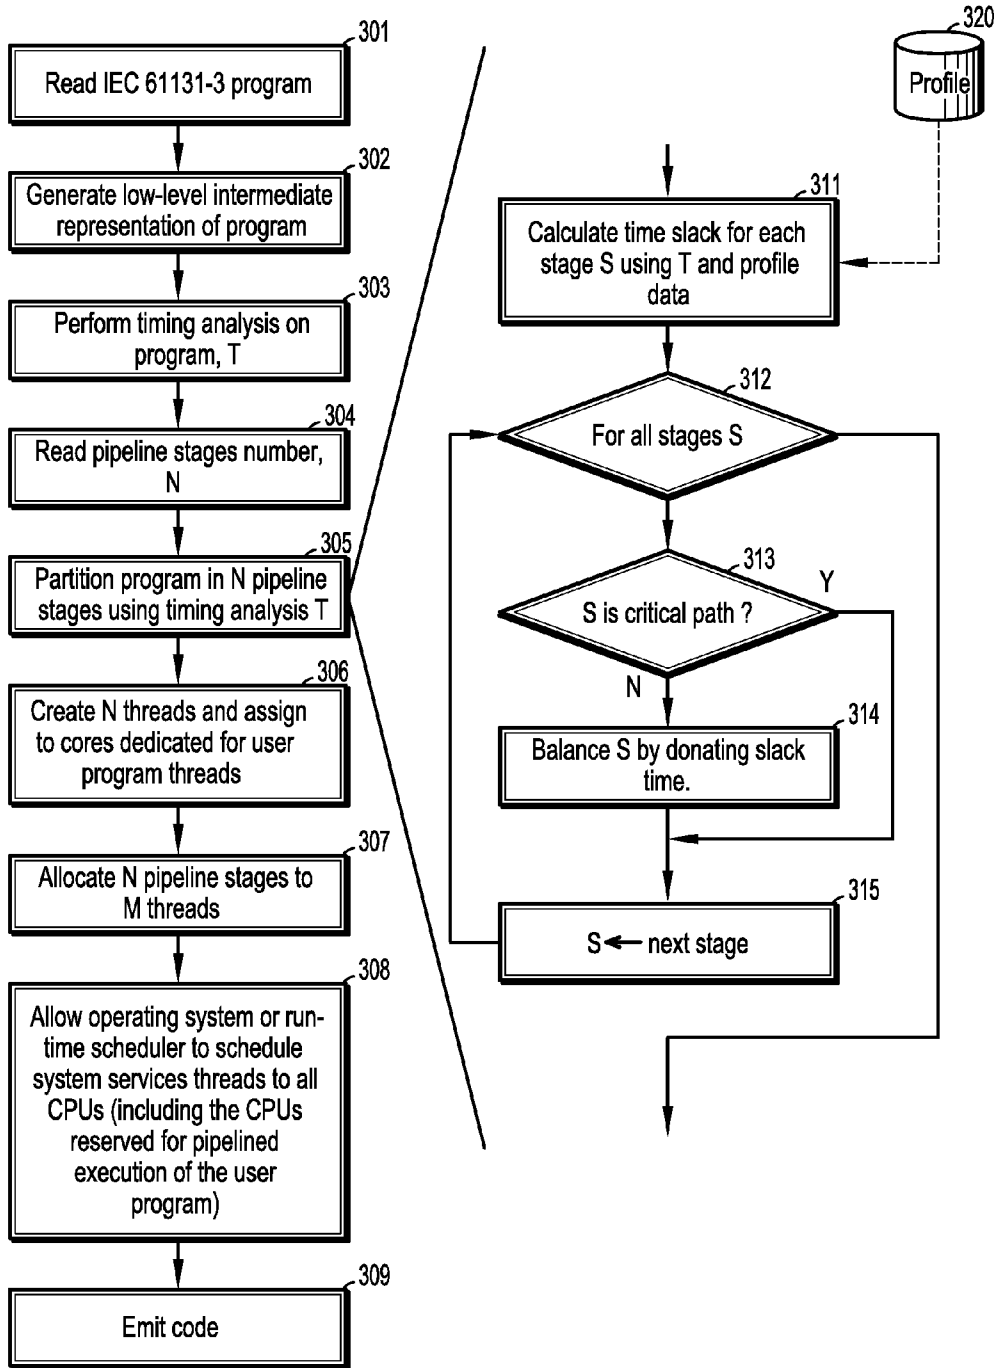 301
Read IEC 61131-3 program
302
Generate low-level intermediate
representation of program
303
Perform timing analysis on
program, T
304
Read pipeline stages number,
N
305
Partition program in N pipeline
stages using timing analysis T
306
Create N threads and assign
to cores dedicated for user
program threads
307
Allocate N pipeline stages to
M threads
308
Allow operating system or run-
time scheduler to schedule
system services threads to all
CPUs (including the CPUs
reserved for pipelined
execution of the user
program)
309
Emit code
320
Profile
311
Calculate time slack for each
stage S using T and profile
data
312
For all stages S
313
S is critical path ?
Y
N
314
Balance S by donating slack
time.
315
S ← next stage